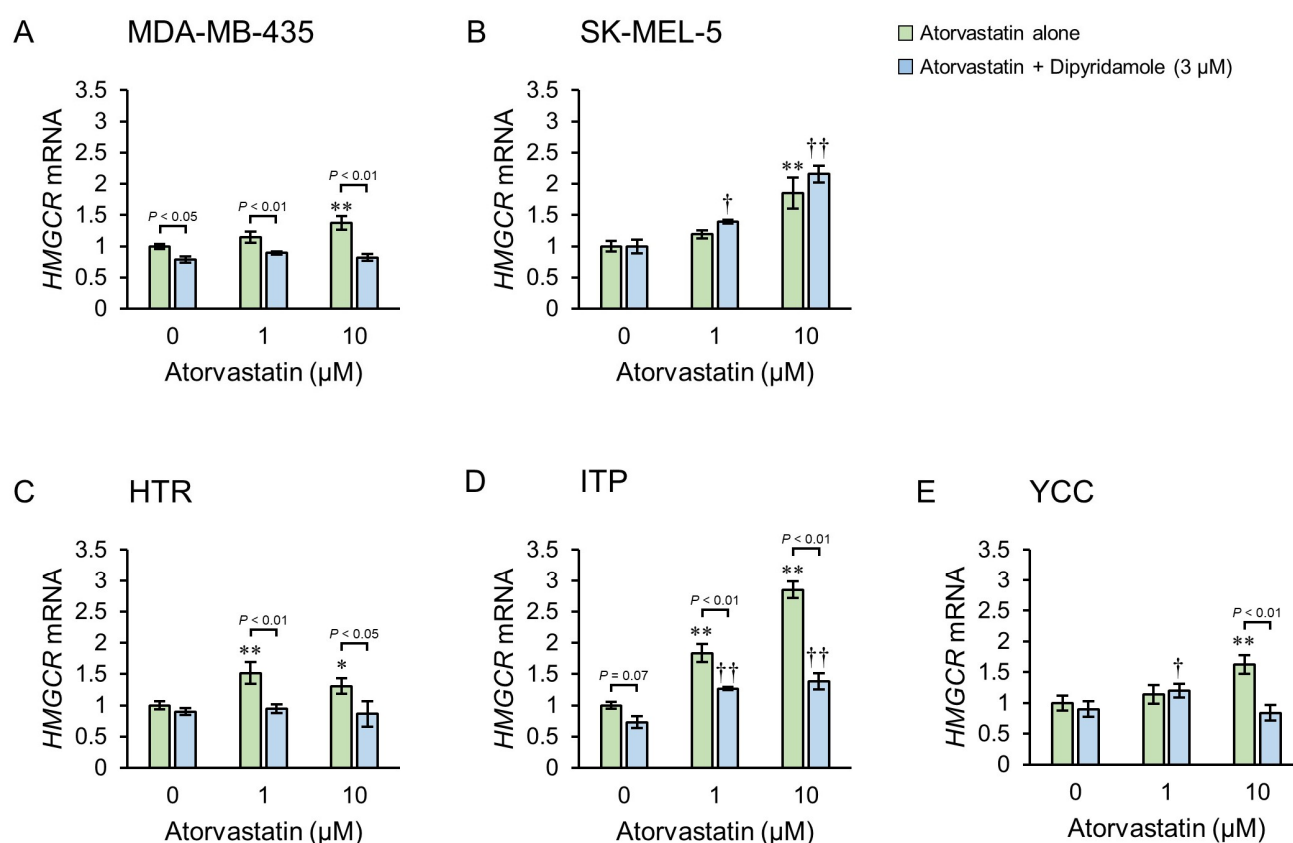 A MDA-MB-435
HMGCR mRNA
3.5
3
2.5
2
1.5
1
0.5
0
P < 0.05
P < 0.01
P < 0.01
**
0 1 10
Atorvastatin (µM)
B SK-MEL-5
HMGCR mRNA
3.5
3
2.5
2
1.5
1
0.5
0
†
**
††
0 1 10
Atorvastatin (µM)
Atorvastatin alone
Atorvastatin + Dipyridamole (3 µM)
C HTR
HMGCR mRNA
3.5
3
2.5
2
1.5
1
0.5
0
P < 0.01
**
P < 0.05
*
0 1 10
Atorvastatin (µM)
D ITP
HMGCR mRNA
3.5
3
2.5
2
1.5
1
0.5
0
P = 0.07
P < 0.01
**
††
P < 0.01
**
††
0 1 10
Atorvastatin (µM)
E YCC
HMGCR mRNA
3.5
3
2.5
2
1.5
1
0.5
0
†
P < 0.01
**
0 1 10
Atorvastatin (µM)